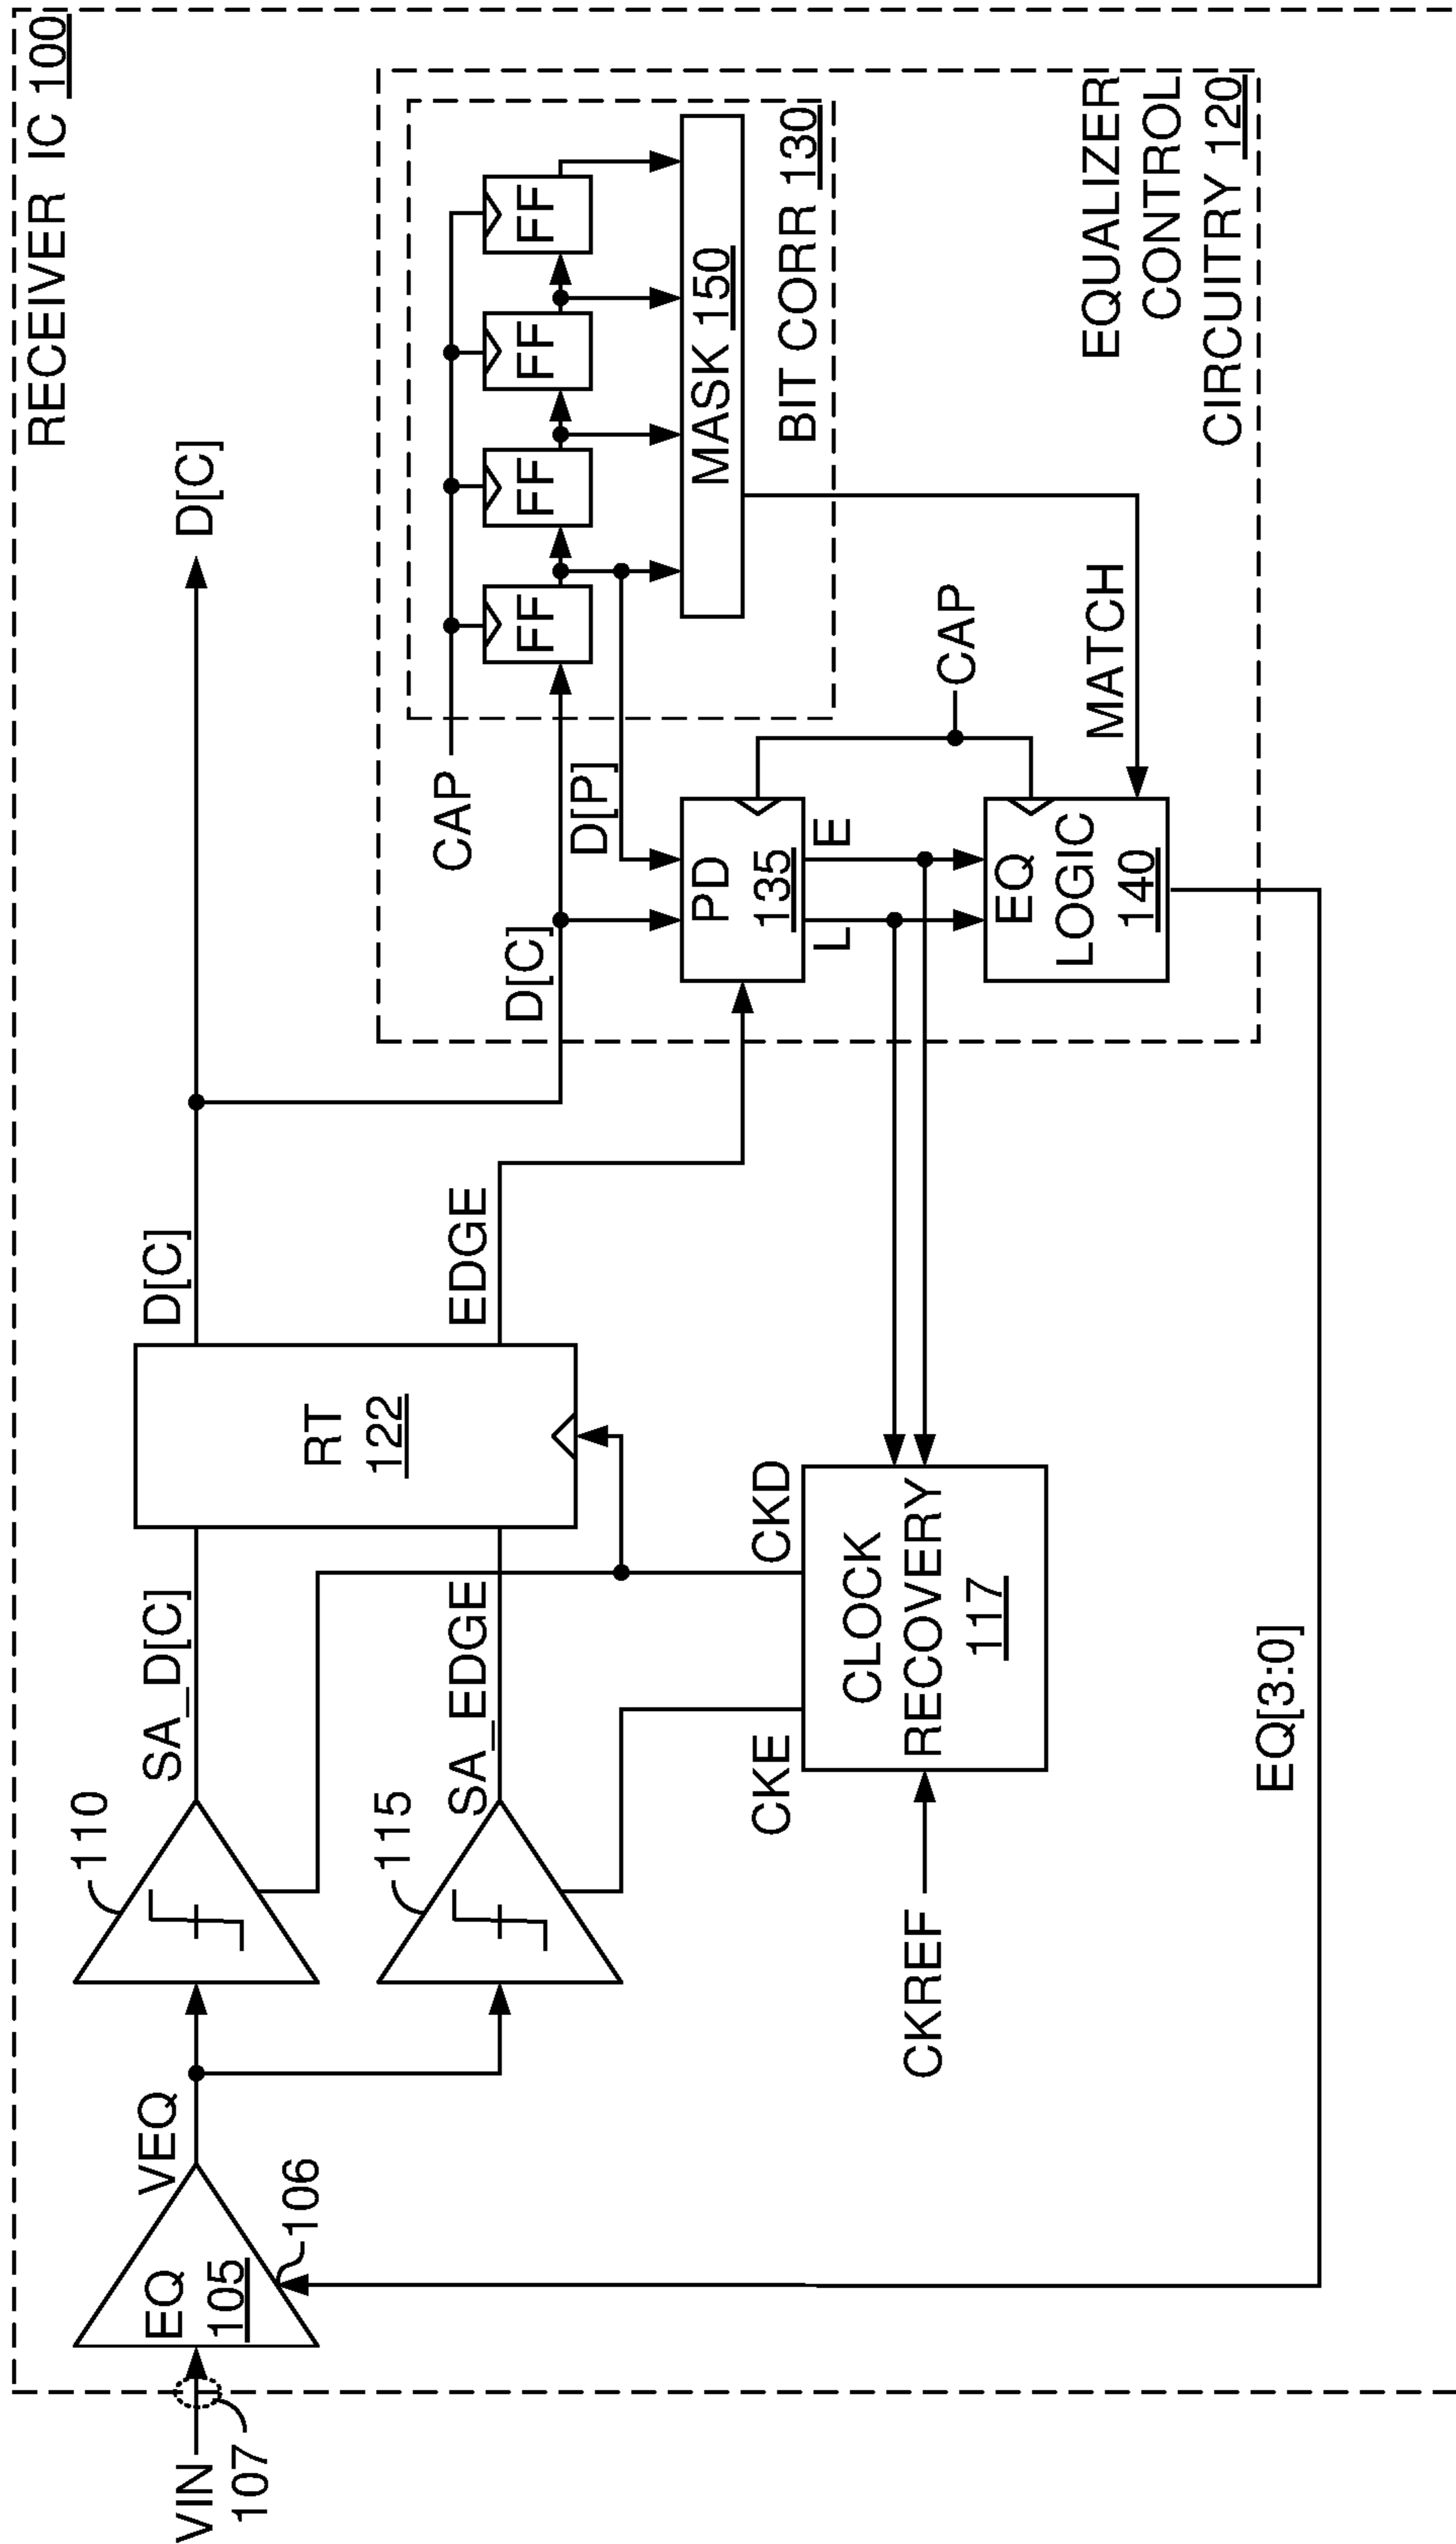 RECEIVER IC 100
VIN
107
EQ
105
106
VEQ
110
SA_D[C]
115
SA_EDGE
RT
122
D[C]
EDGE
D[C]
CKREF
CKE
CKD
CLOCK
RECOVERY
117
D[C]
D[P]
CAP
FF
FF
FF
FF
MASK 150
BIT CORR 130
PD
135
L
E
CAP
EQ
LOGIC
140
MATCH
EQUALIZER
CONTROL
CIRCUITRY 120
EQ[3:0]